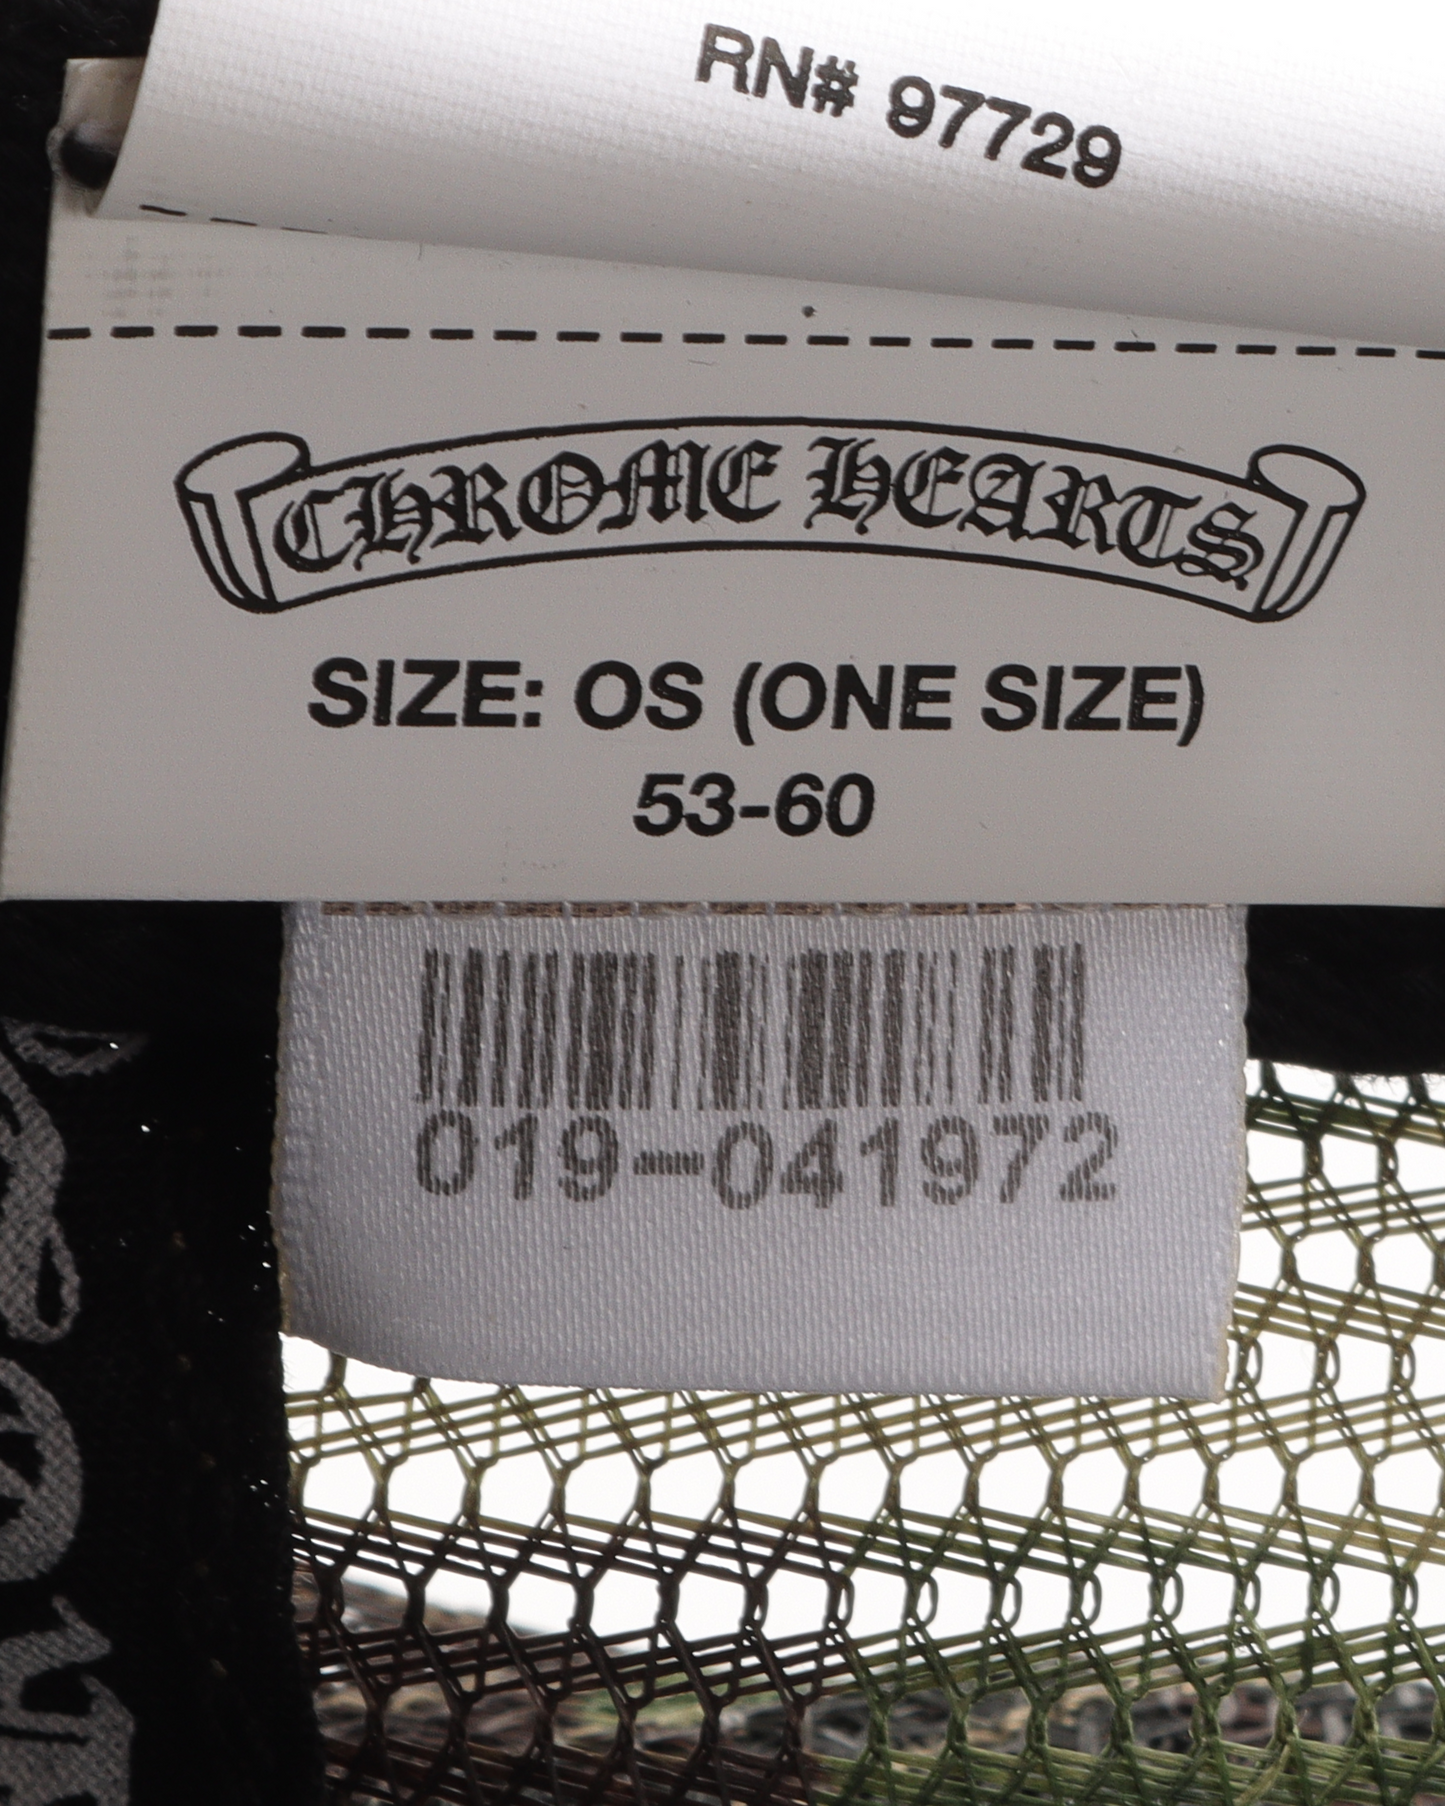 RN# 97729
CHROME HEARTS
SIZE: OS (ONE SIZE)
53-60
019-041972